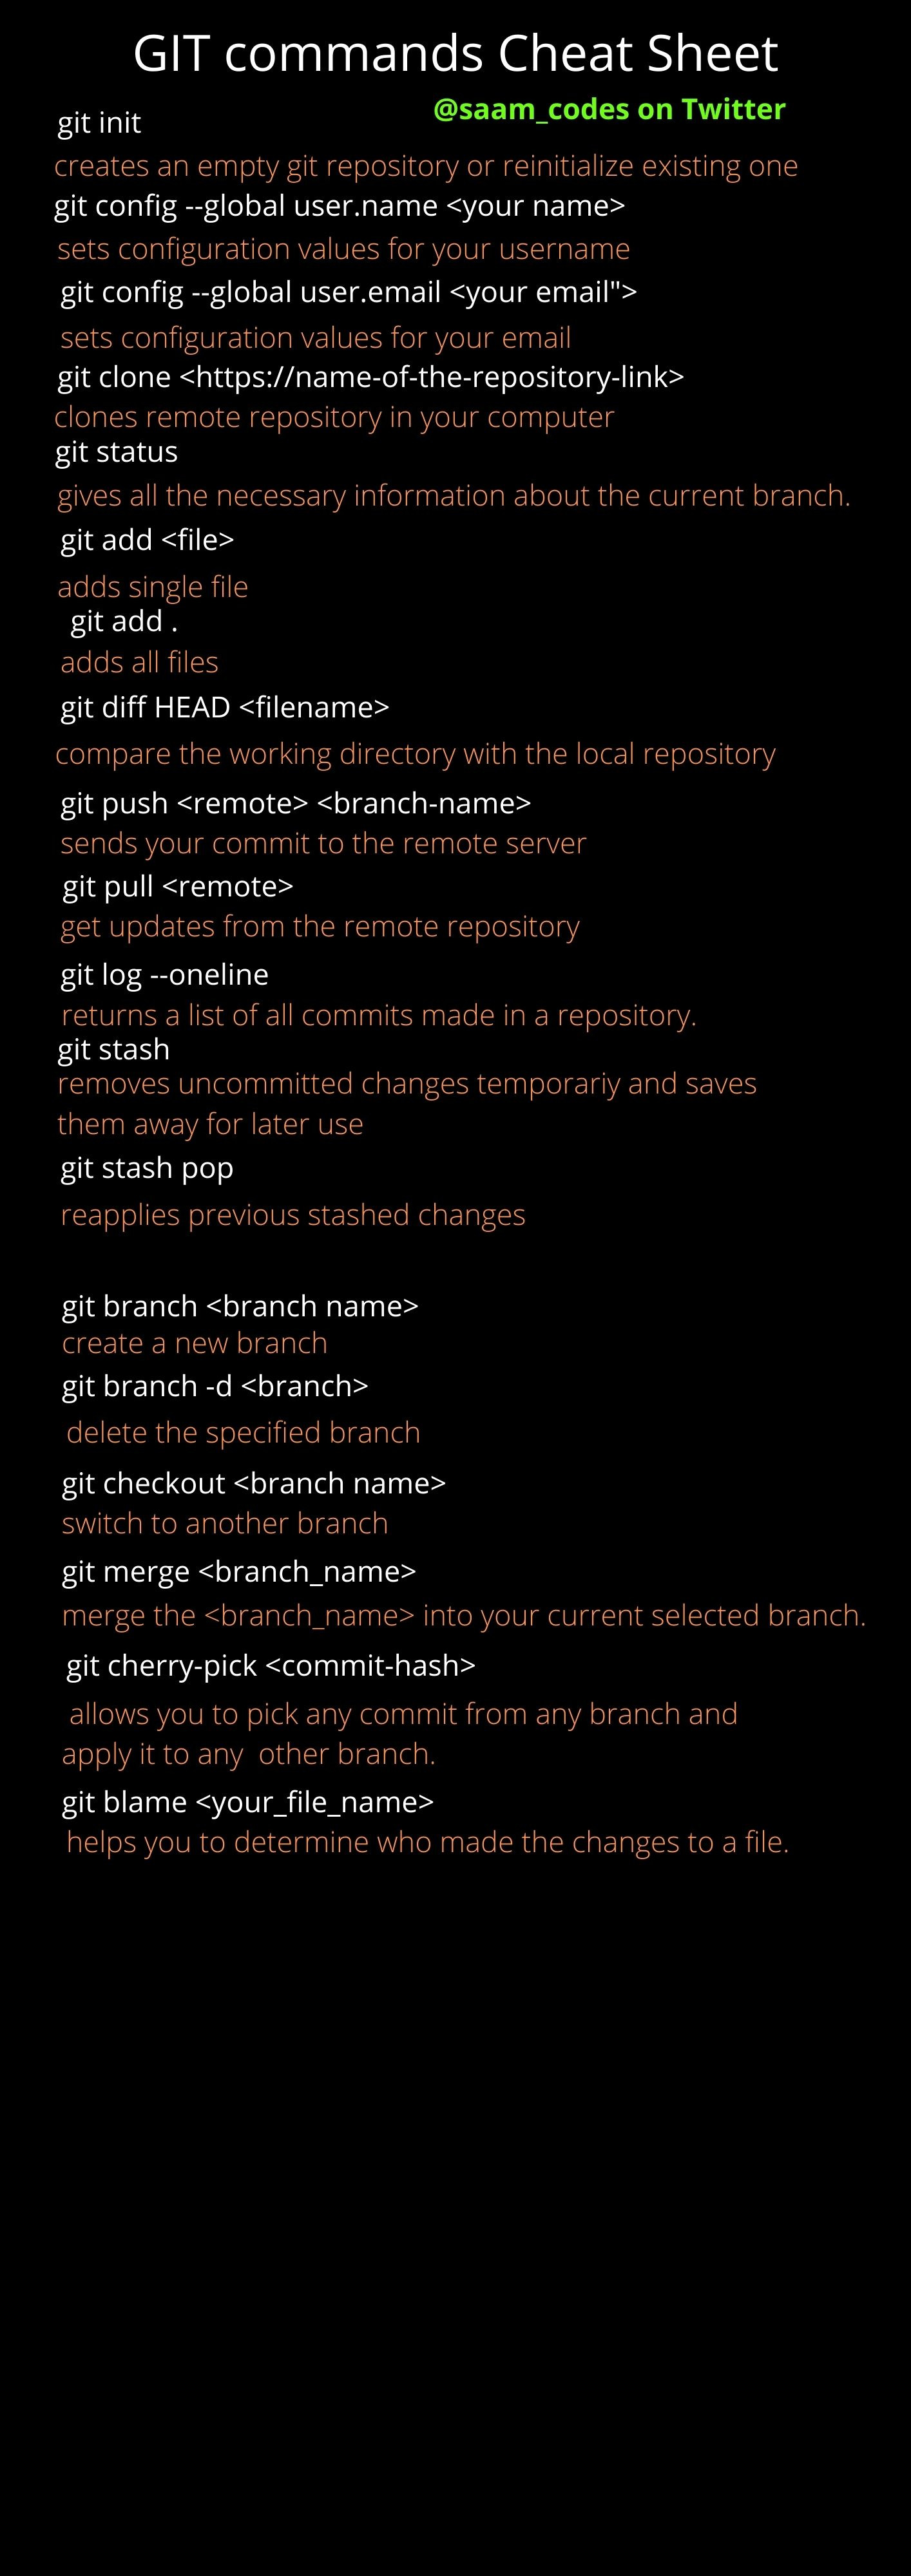 GIT commands Cheat Sheet
@saam_codes on Twitter
git init
creates an empty git repository or reinitialize existing one
git config --global user.name <your name>
sets configuration values for your username
git config --global user.email <your email">
sets configuration values for your email
git clone <https://name-of-the-repository-link>
clones remote repository in your computer
git status
gives all the necessary information about the current branch.
git add <file>
adds single file
git add .
adds all files
git diff HEAD <filename>
compare the working directory with the local repository
git push <remote> <branch-name>
sends your commit to the remote server
git pull <remote>
get updates from the remote repository
git log --oneline
returns a list of all commits made in a repository.
git stash
removes uncommitted changes temporariy and saves
them away for later use
git stash pop
reapplies previous stashed changes
git branch <branch name>
create a new branch
git branch -d <branch>
delete the specified branch
git checkout <branch name>
switch to another branch
git merge <branch_name>
merge the <branch_name> into your current selected branch.
git cherry-pick <commit-hash>
allows you to pick any commit from any branch and
apply it to any  other branch.
git blame <your_file_name>
helps you to determine who made the changes to a file.